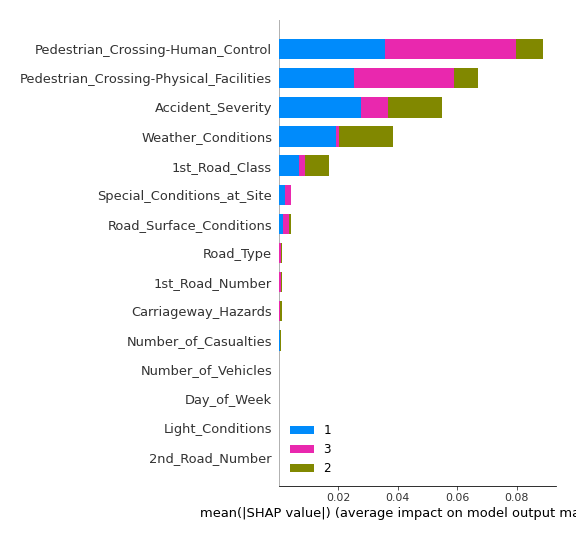 Pedestrian_Crossing-Human_Control
Pedestrian_Crossing-Physical_Facilities
Accident_Severity
Weather_Conditions
1st_Road_Class
Special_Conditions_at_Site
Road_Surface_Conditions
Road_Type
1st_Road_Number
Carriageway_Hazards
Number_of_Casualties
Number_of_Vehicles
Day_of_Week
Light_Conditions
2nd_Road_Number
1
3
2
0.02 0.04 0.06 0.08
mean(|SHAP value|) (average impact on model output ma